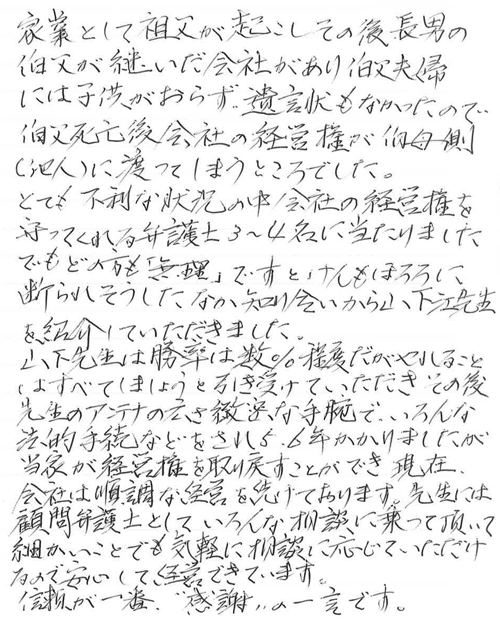 家業として祖父が起こしその後長男の
伯父が継いだ会社があり伯父夫婦
には子供がおらず、遺言状もなかったので
伯父死亡後会社の経営権が伯母側
(他人)に渡ってしまうところでした。
とても不利な状況の中会社の経営権を
守ってくれる弁護士3~4名に当たりました
でもどの方も「無理」ですとけんもほろろに
断られそうした、なか知り合いから山下江先生
を紹介していただきました。
山下先生は勝率は数%程度だがやれること
はすべてしましょうと引き受けていただきその後
先生のアンテナの広さ緻密な手腕で、いろんな
法的手続などをされ5.6年かかりましたが
当家が経営権を取り戻すことができ現在、
会社は順調な経営を続けております。先生には
顧問弁護士としていろんな相談に乗って頂いて
細かいことでも気軽に相談に応じていただけ
るので安心して経営できています。
信頼が一番、"感謝"の一言です。